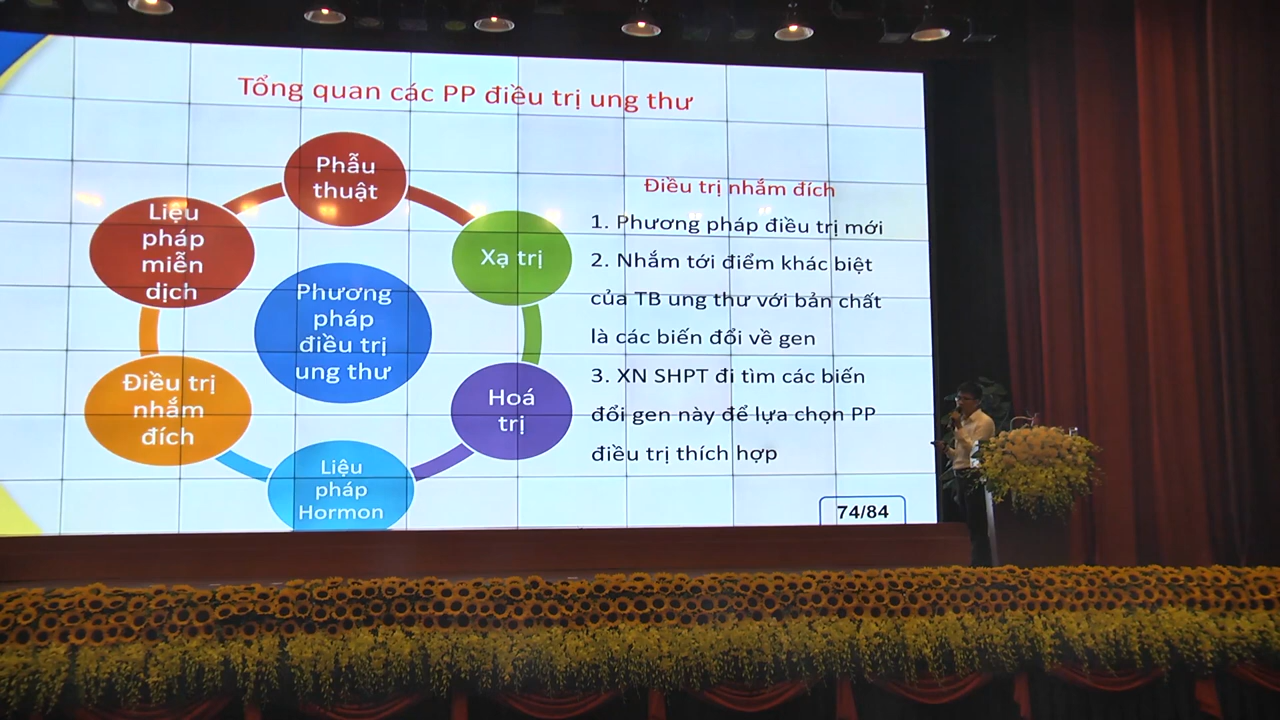 Tổng quan các PP điều trị ung thư
Phẫu
thuật
Xạ trị
Hoá
trị
Liệu
pháp
Hormon
Điều trị
nhắm
đích
Liệu
pháp
miễn
dịch
Phương
pháp
điều trị
ung thư
Điều trị nhắm đích
1. Phương pháp điều trị mới
2. Nhắm tới điểm khác biệt
của TB ung thư với bản chất
là các biến đổi về gen
3. XN SHPT đi tìm các biến
đổi gen này để lựa chọn PP
điều trị thích hợp
74/84